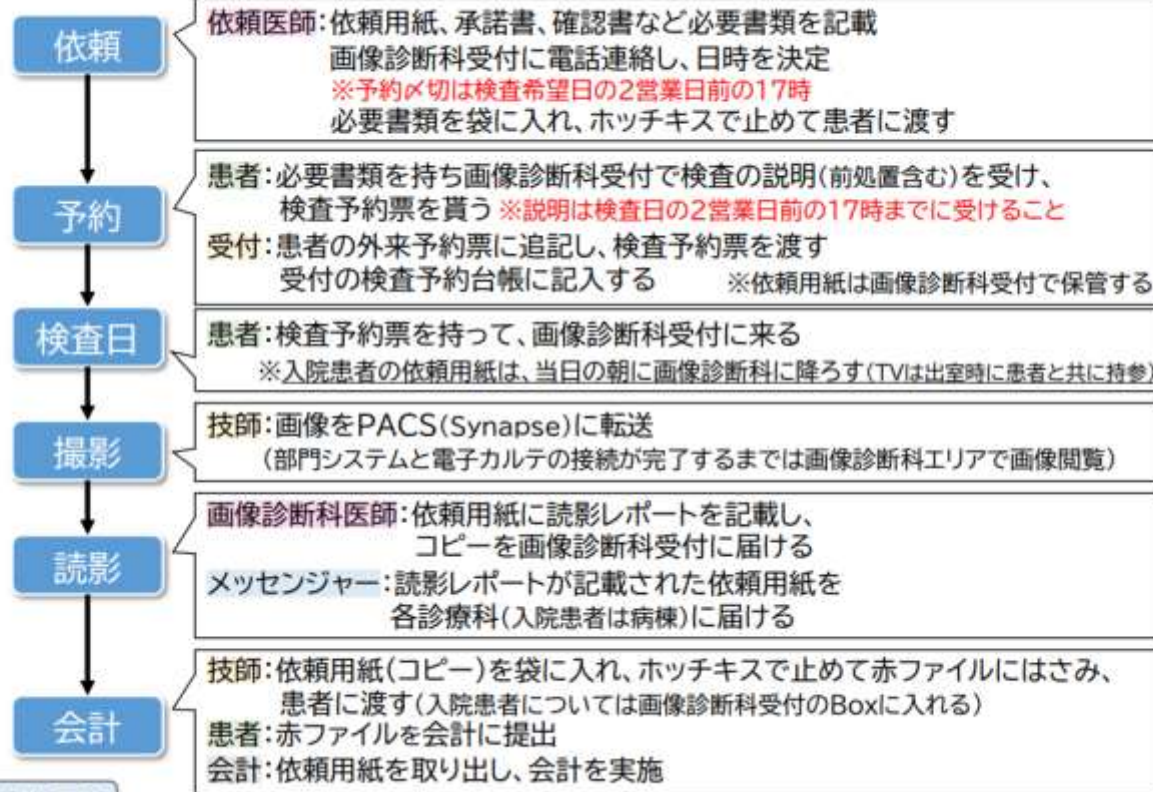 依頼
依頼医師:依頼用紙、承諾書、確認書など必要書類を記載
画像診断科受付に電話連絡し、日時を決定
※予約〆切は検査希望日の2営業日前の17時
必要書類を袋に入れ、ホッチキスで止めて患者に渡す
予約
患者:必要書類を持ち画像診断科受付で検査の説明(前処置含む)を受け、
検査予約票を貰う ※説明は検査日の2営業日前の17時までに受けること
受付:患者の外来予約票に追記し、検査予約票を渡す
受付の検査予約台帳に記入する ※依頼用紙は画像診断科受付で保管する
検査日
患者:検査予約票を持って、画像診断科受付に来る
※入院患者の依頼用紙は、当日の朝に画像診断科に降ろす(TVは出室時に患者と共に持参)
撮影
技師:画像をPACS(Synapse)に転送
(部門システムと電子カルテの接続が完了するまでは画像診断科エリアで画像閲覧)
読影
画像診断科医師:依頼用紙に読影レポートを記載し、
コピーを画像診断科受付に届ける
メッセンジャー:読影レポートが記載された依頼用紙を
各診療科(入院患者は病棟)に届ける
会計
技師:依頼用紙(コピー)を袋に入れ、ホッチキスで止めて赤ファイルにはさみ、
患者に渡す(入院患者については画像診断科受付のBoxに入れる)
患者:赤ファイルを会計に提出
会計:依頼用紙を取り出し、会計を実施